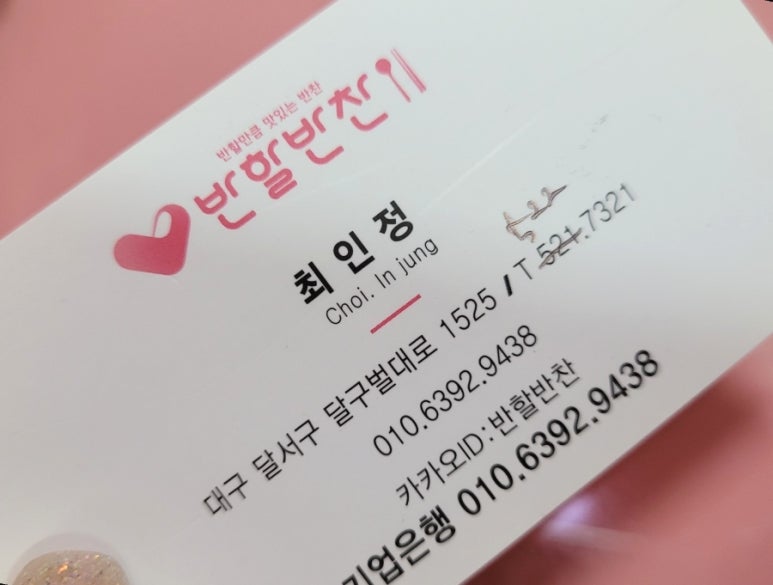 반할만큼 맛있는 반찬
반할반찬
최인정
Choi. In jung
522
대구 달서구 달구벌대로 1525 / T 521.7321
010.6392.9438
카카오ID:반할반찬
기업은행 010.6392.9438